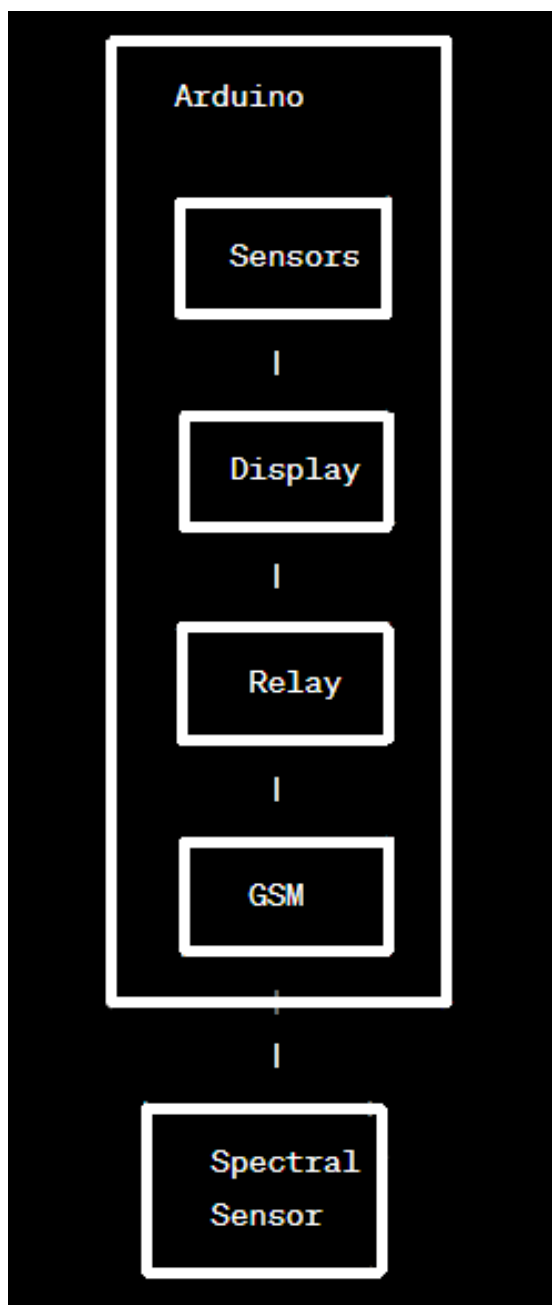 Arduino
Sensors
|
Display
|
Relay
|
GSM
|
Spectral
Sensor